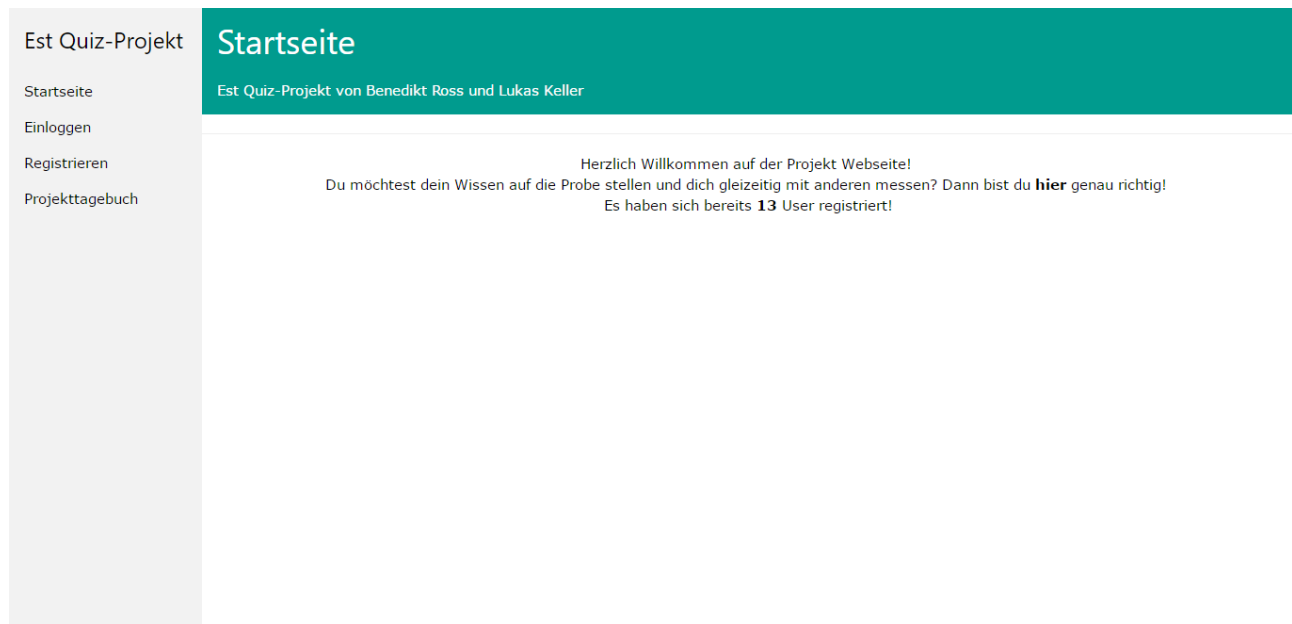 Est Quiz-Projekt
Startseite
Einloggen
Registrieren
Projekttagebuch
Startseite
Est Quiz-Projekt von Benedikt Ross und Lukas Keller
Herzlich Willkommen auf der Projekt Webseite!
Du möchtest dein Wissen auf die Probe stellen und dich gleizeitig mit anderen messen? Dann bist du hier genau richtig!
Es haben sich bereits 13 User registriert!